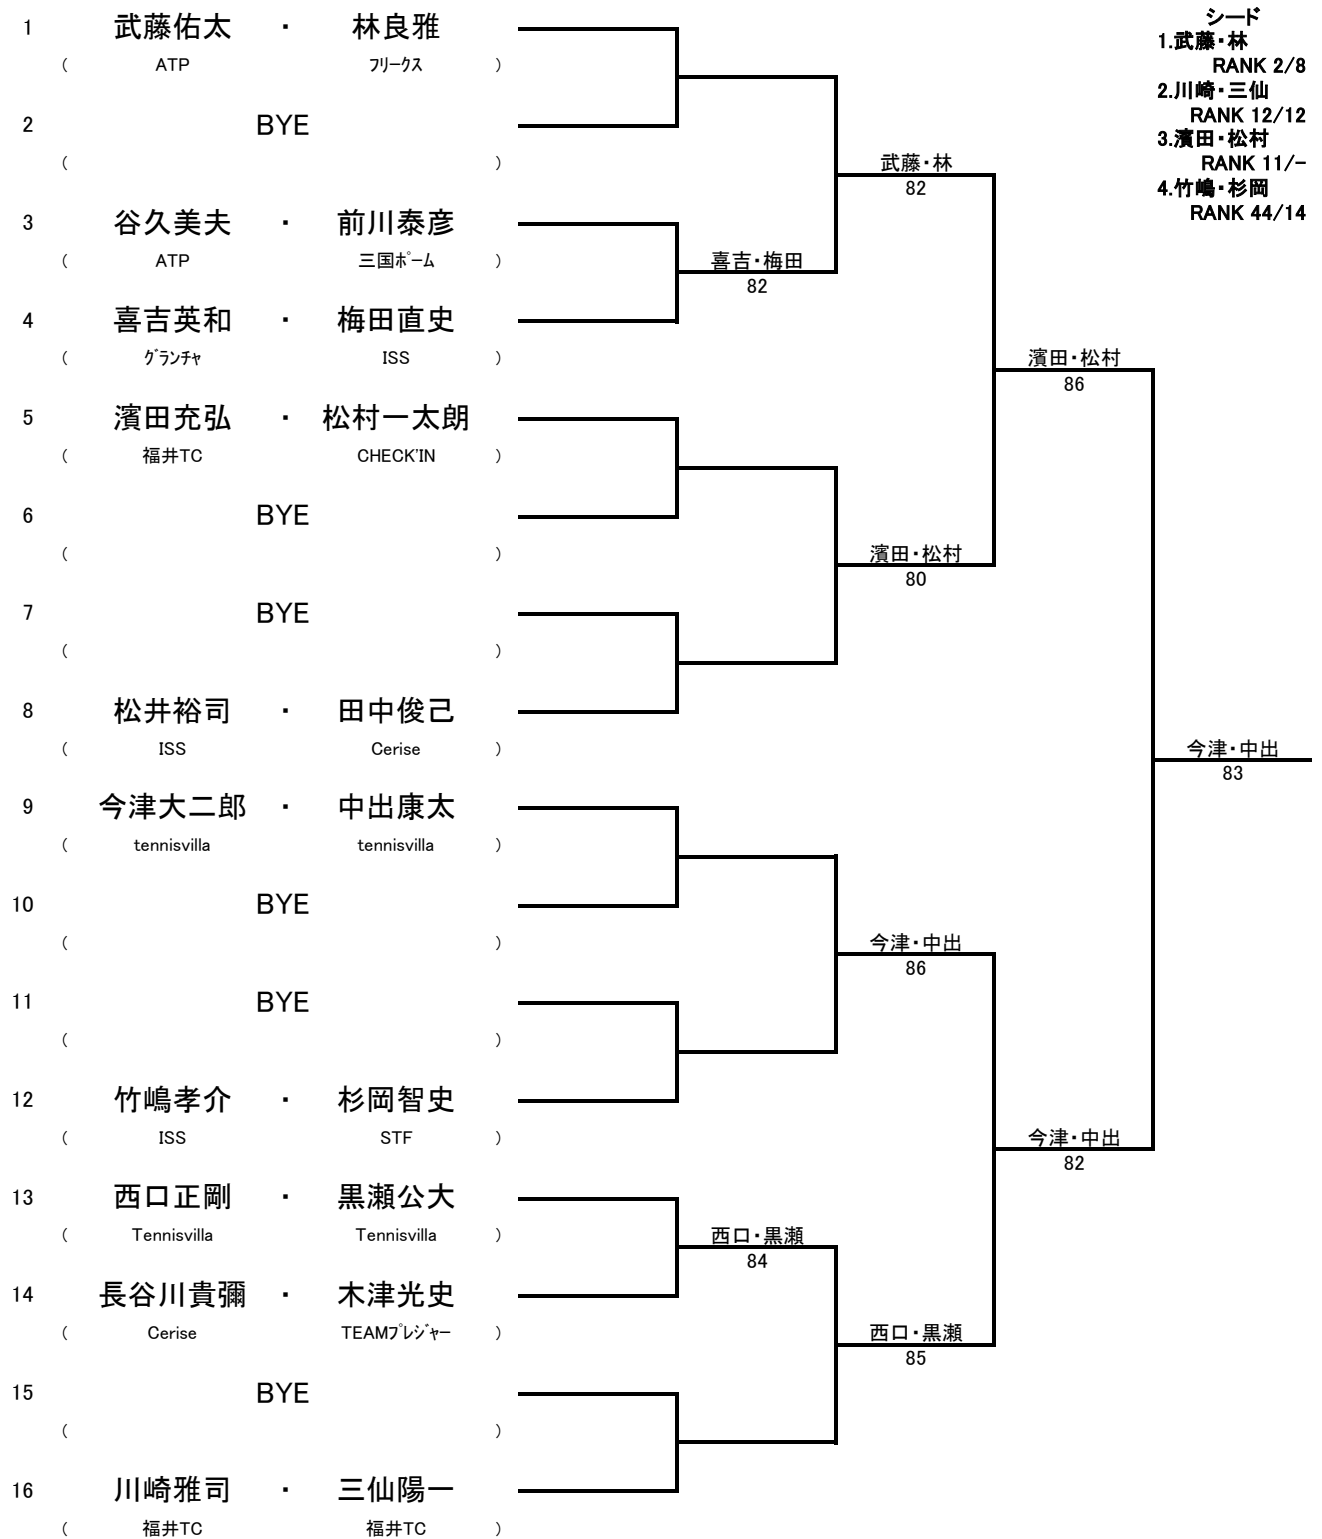 シード
1.武藤・林
RANK 2/8
2.川崎・三仙
RANK 12/12
3.濱田・松村
RANK 11/-
4.竹嶋・杉岡
RANK 44/14
1 武藤佑太 ・ 林良雅
( ATP ﾌﾘｰｸｽ )
2 BYE
( )
武藤・林
82
3 谷久美夫 ・ 前川泰彦
( ATP 三国ﾎﾟｰﾑ )
喜吉・梅田
82
4 喜吉英和 ・ 梅田直史
( ｸﾞﾗﾝﾁｬ ISS )
濱田・松村
86
5 濱田充弘 ・ 松村一太朗
( 福井TC CHECK'IN )
6 BYE
( )
濱田・松村
80
7 BYE
( )
8 松井裕司 ・ 田中俊己
( ISS Cerise )
今津・中出
83
9 今津大二郎 ・ 中出康太
( tennisvilla tennisvilla )
10 BYE
( )
今津・中出
86
11 BYE
( )
12 竹嶋孝介 ・ 杉岡智史
( ISS STF )
今津・中出
82
13 西口正剛 ・ 黒瀬公大
( Tennisvilla Tennisvilla )
西口・黒瀬
84
14 長谷川貴彌 ・ 木津光史
( Cerise TEAMﾌﾟﾚｼﾞｬｰ )
西口・黒瀬
85
15 BYE
( )
16 川崎雅司 ・ 三仙陽一
( 福井TC 福井TC )